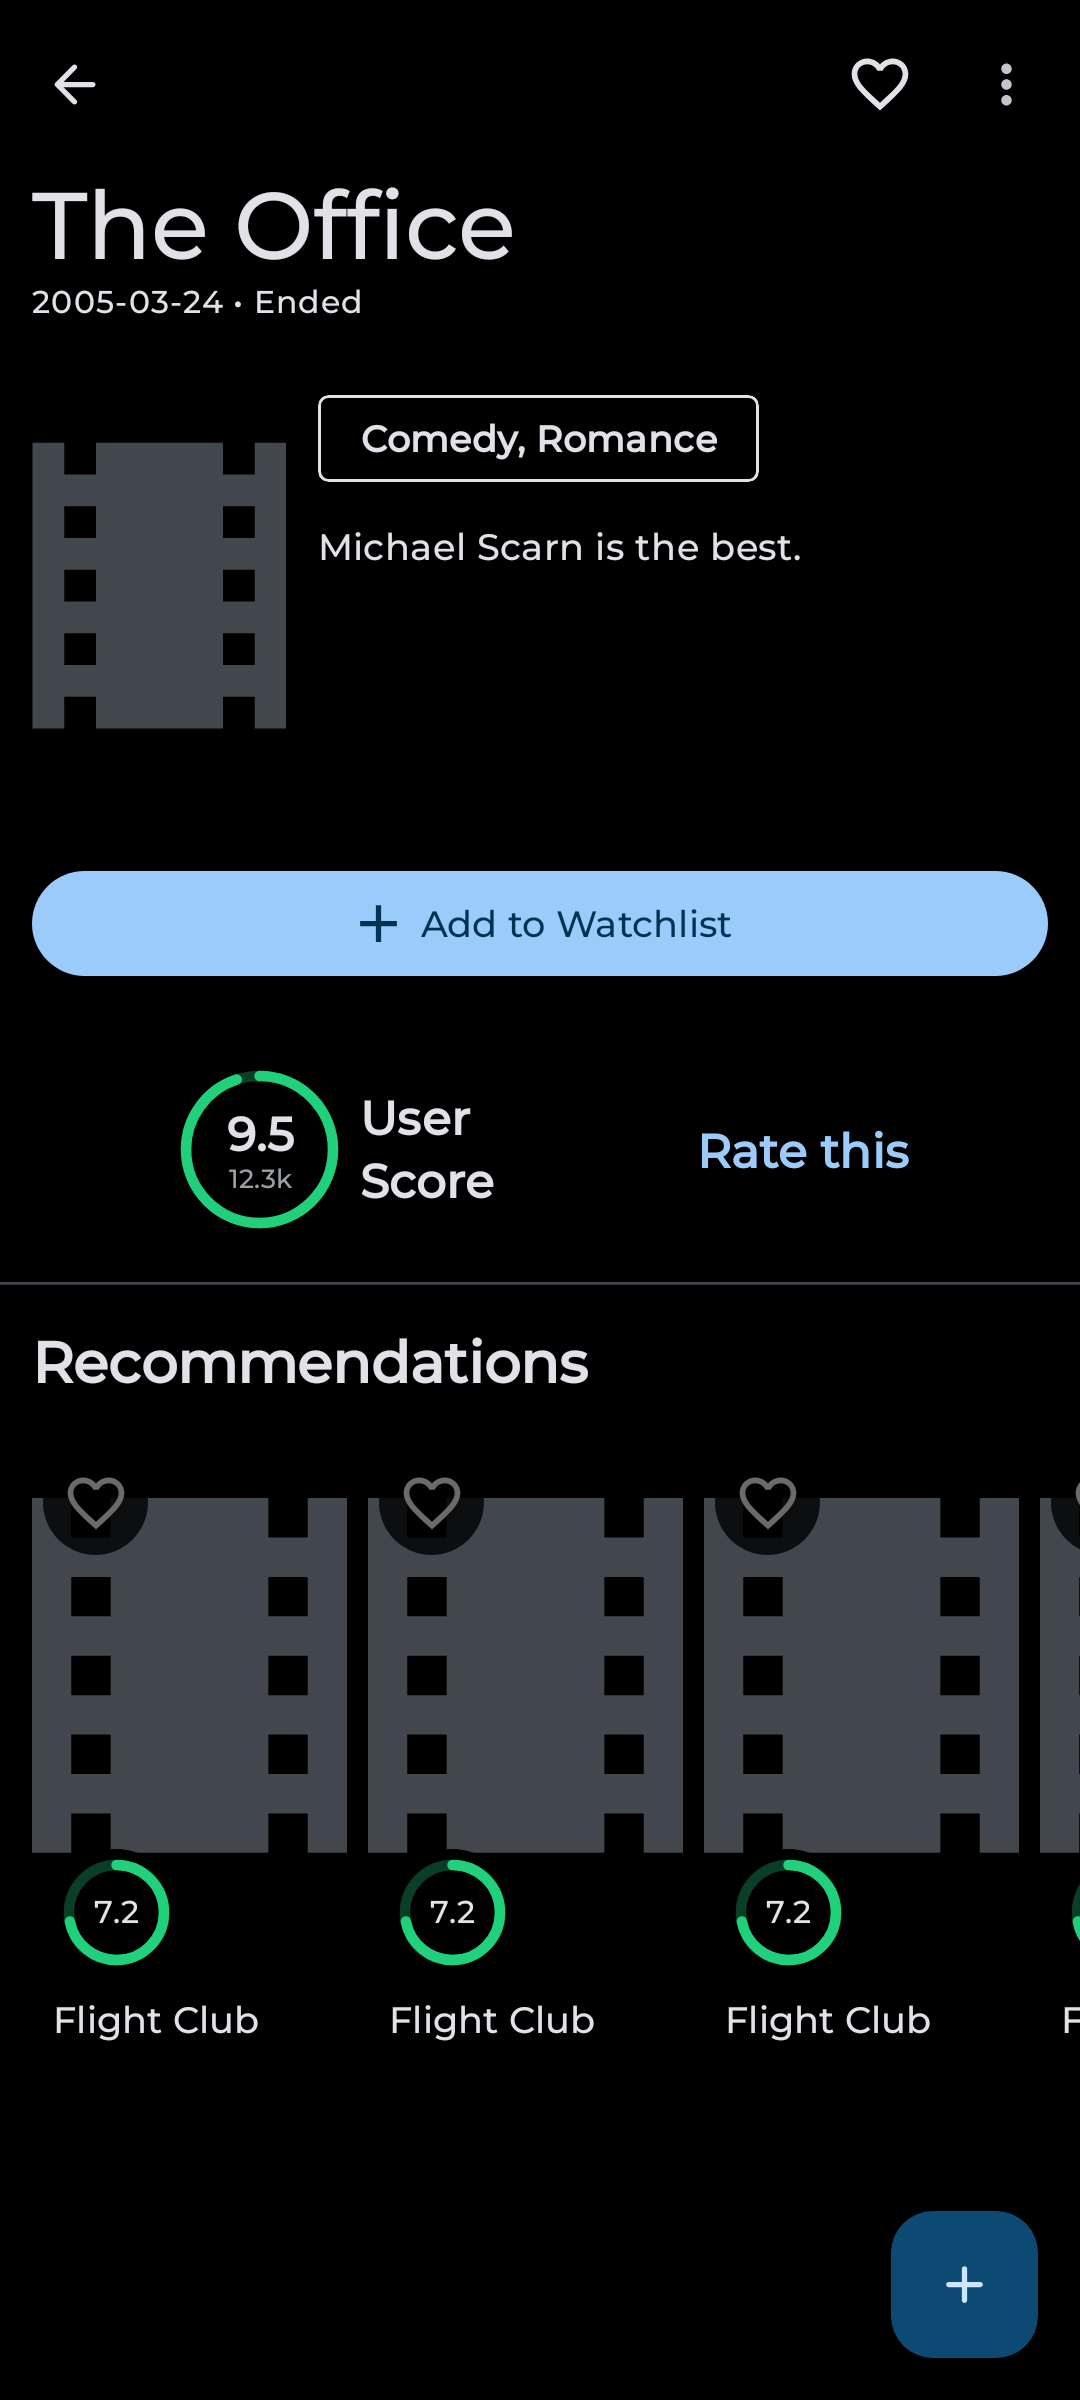 The Office
2005-03-24 • Ended
Comedy, Romance
Michael Scarn is the best.
Add to Watchlist
9.5
12.3k
User
Score
Rate this
Recommendations
7.2
7.2
7.2
Flight Club
Flight Club
Flight Club
F